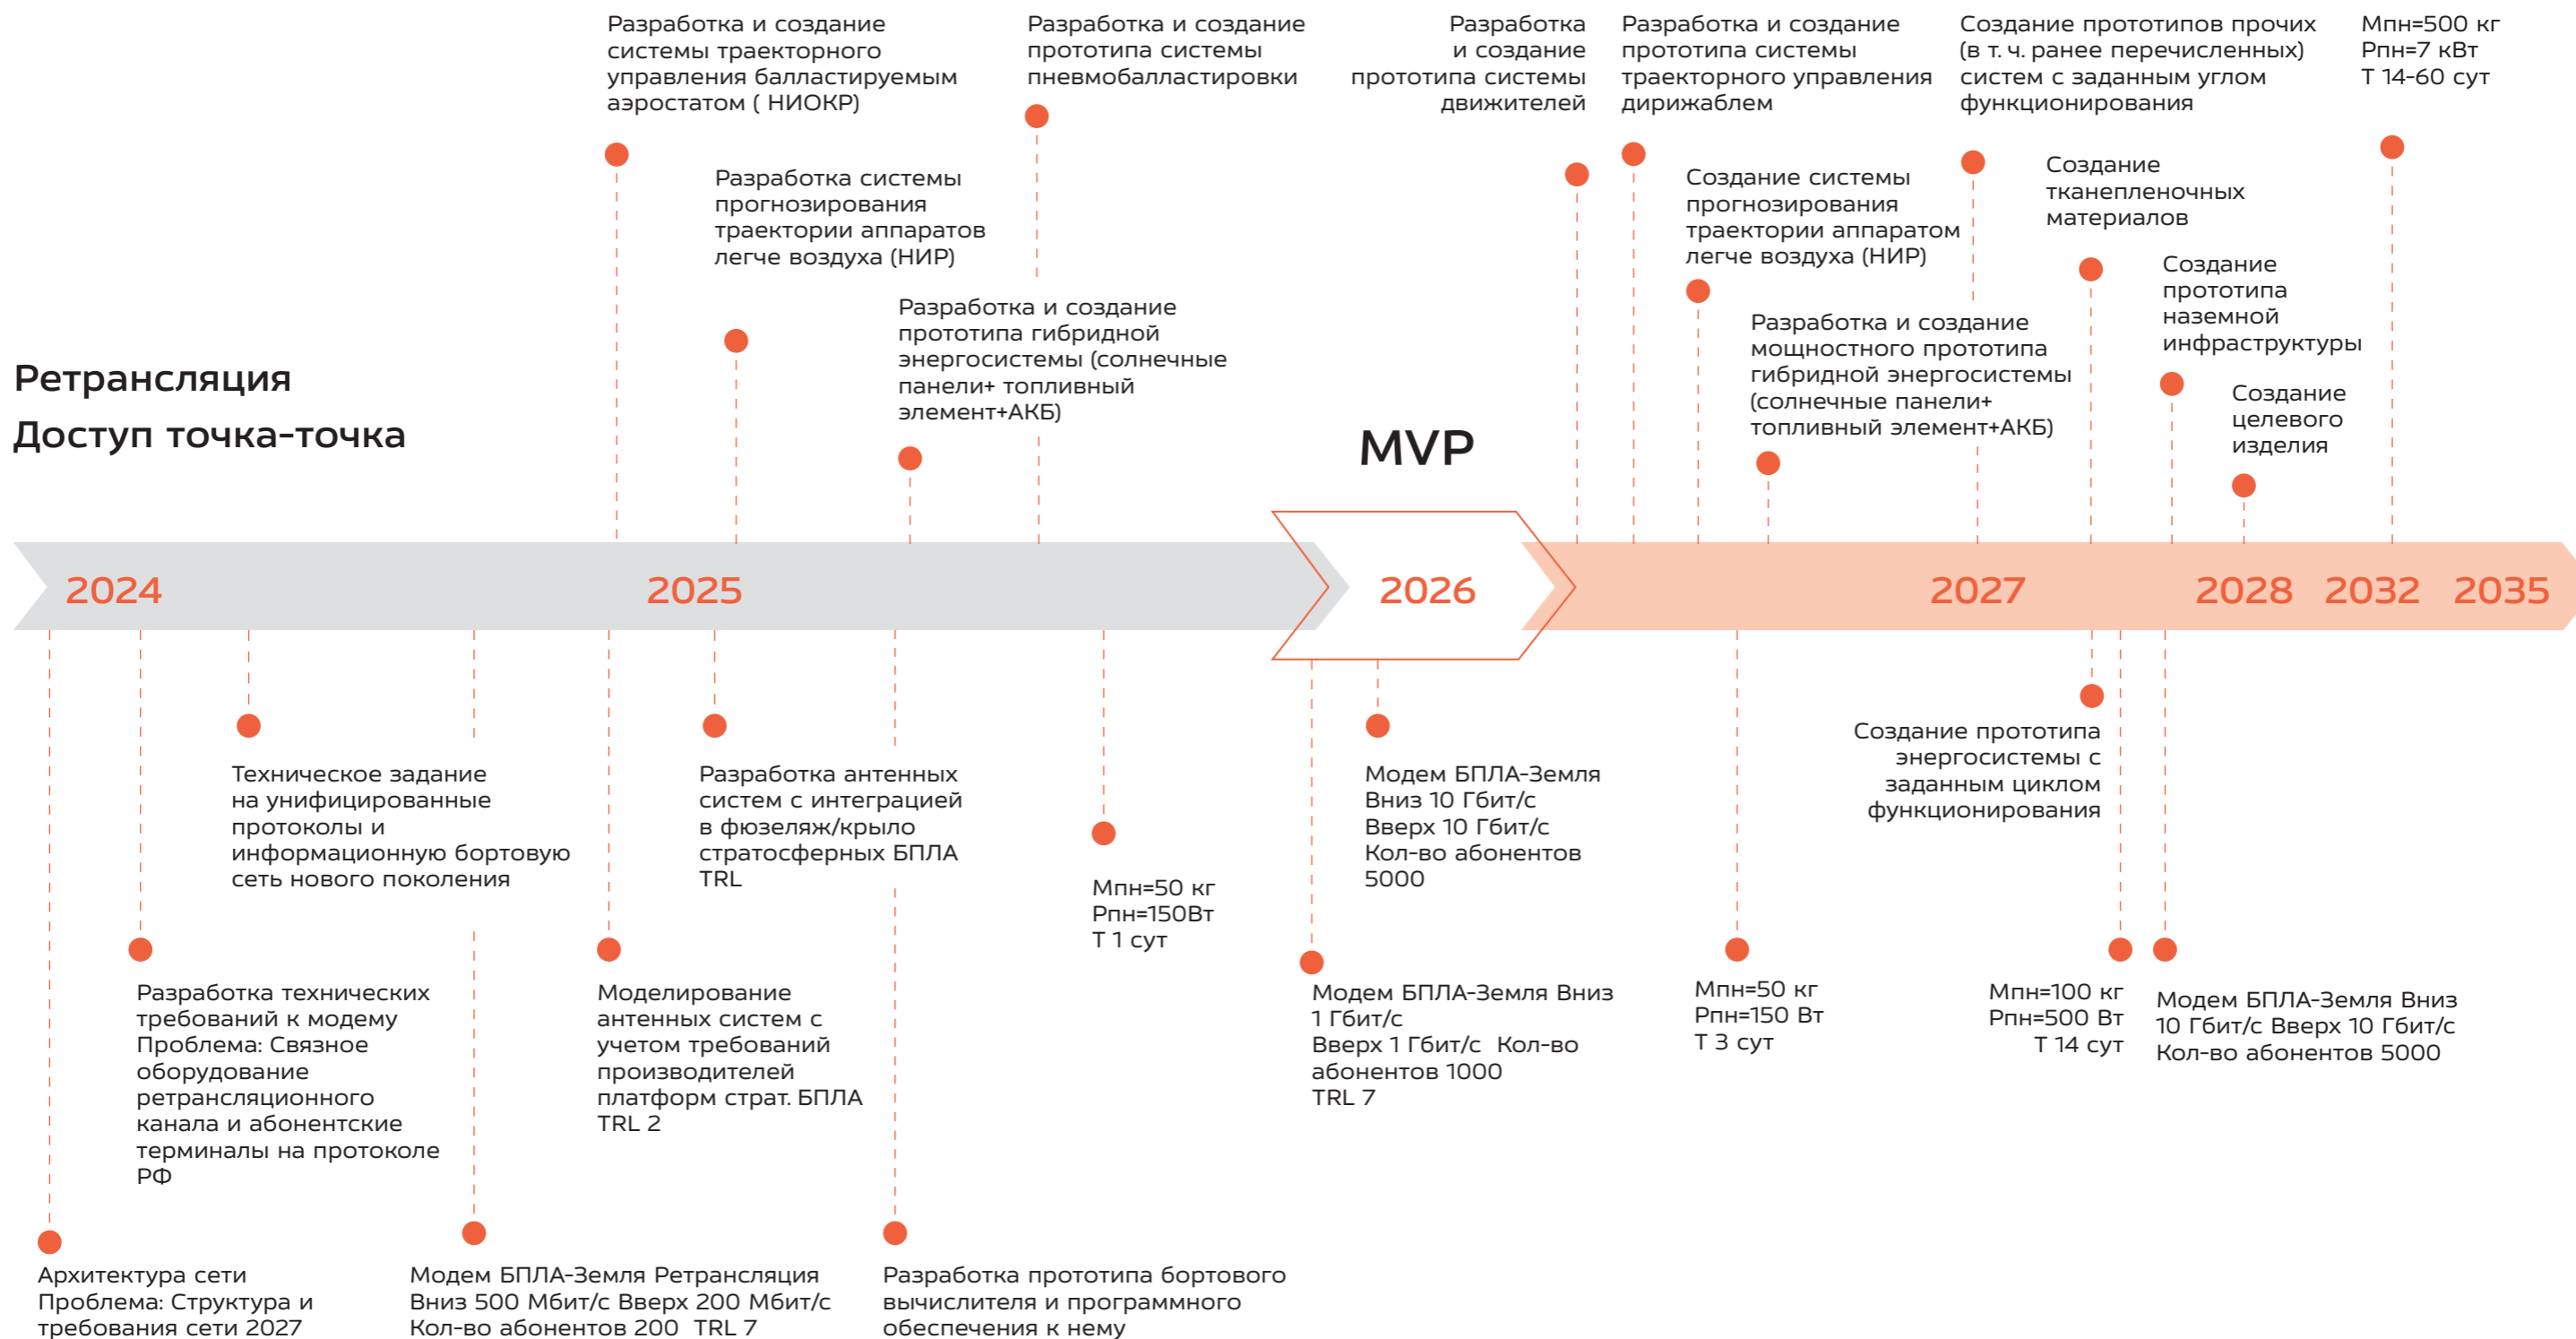 Разработка и создание
системы траекторного
управления балластируемым
аэростатом ( НИОКР)
Разработка и создание
прототипа системы
пневмобалластировки
Разработка
и создание
прототипа системы
движителей
Разработка и создание
прототипа системы
траекторного управления
дирижаблем
Создание прототипов прочих
(в т. ч. ранее перечисленных)
систем с заданным углом
функционирования
Мпн=500 кг
Рпн=7 кВт
Т 14-60 сут
Разработка системы
прогнозирования
траектории аппаратов
легче воздуха (НИР)
Создание системы
прогнозирования
траектории аппаратом
легче воздуха (НИР)
Создание
тканепленочных
материалов
Разработка и создание
прототипа гибридной
энергосистемы (солнечные
панели+ топливный
элемент+АКБ)
Разработка и создание
мощностного прототипа
гибридной энергосистемы
(солнечные панели+
топливный элемент+АКБ)
Создание
прототипа
наземной
инфраструктуры
Создание
целевого
изделия
Ретрансляция
Доступ точка-точка
MVP
2024
2025
2026
2027
2028
2032
2035
Техническое задание
на унифицированные
протоколы и
информационную бортовую
сеть нового поколения
Разработка антенных
систем с интеграцией
в фюзеляж/крыло
стратосферных БПЛА
TRL
Мпн=50 кг
Рпн=150Вт
Т 1 сут
Модем БПЛА-Земля
Вниз 10 Гбит/с
Вверх 10 Гбит/с
Кол-во абонентов
5000
Создание прототипа
энергосистемы с
заданным циклом
функционирования
Разработка технических
требований к модему
Проблема: Связное
оборудование
ретрансляционного
канала и абонентские
терминалы на протоколе
РФ
Моделирование
антенных систем с
учетом требований
производителей
платформ страт. БПЛА
TRL 2
Модем БПЛА-Земля Вниз
1 Гбит/с
Вверх 1 Гбит/с  Кол-во
абонентов 1000
TRL 7
Мпн=50 кг
Рпн=150 Вт
Т 3 сут
Мпн=100 кг
Рпн=500 Вт
Т 14 сут
Модем БПЛА-Земля Вниз
10 Гбит/с Вверх 10 Гбит/с
Кол-во абонентов 5000
Архитектура сети
Проблема: Структура и
требования сети 2027
Модем БПЛА-Земля Ретрансляция
Вниз 500 Мбит/с Вверх 200 Мбит/с
Кол-во абонентов 200  TRL 7
Разработка прототипа бортового
вычислителя и программного
обеспечения к нему